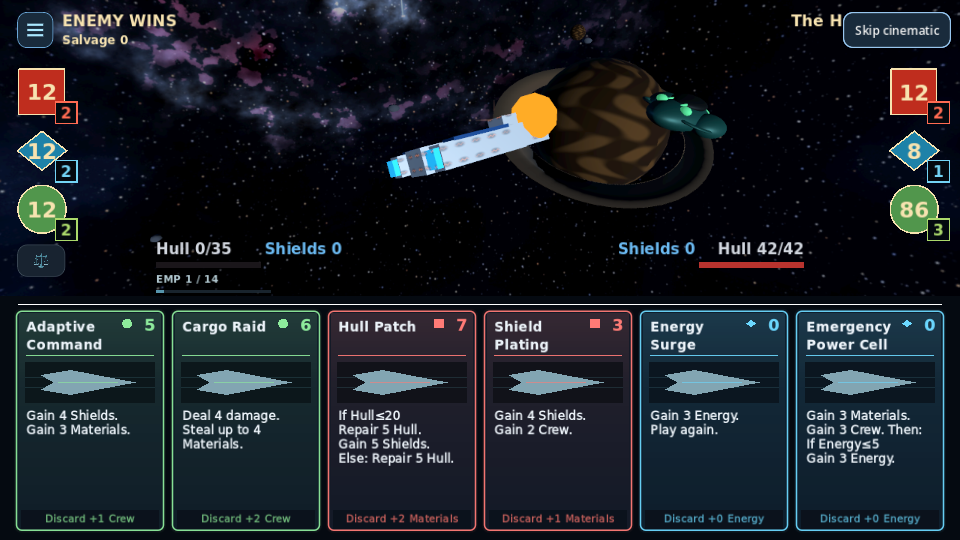 ENEMY WINS
Salvage 0
The H
Skip cinematic
12
2
12
2
12
2
12
2
8
1
86
3
Hull 0/35
Shields 0
Shields 0
Hull 42/42
EMP 1 / 14
Adaptive Command
5
Gain 4 Shields.
Gain 3 Materials.
Discard +1 Crew
Cargo Raid
6
Deal 4 damage.
Steal up to 4
Materials.
Discard +2 Crew
Hull Patch
7
If Hull≤20
Repair 5 Hull.
Gain 5 Shields.
Else: Repair 5 Hull.
Discard +2 Materials
Shield
Plating
3
Gain 4 Shields.
Gain 2 Crew.
Discard +1 Materials
Energy
Surge
0
Gain 3 Energy.
Play again.
Discard +0 Energy
Emergency
Power Cell
0
Gain 3 Materials.
Gain 3 Crew. Then:
If Energy≤5
Gain 3 Energy.
Discard +0 Energy